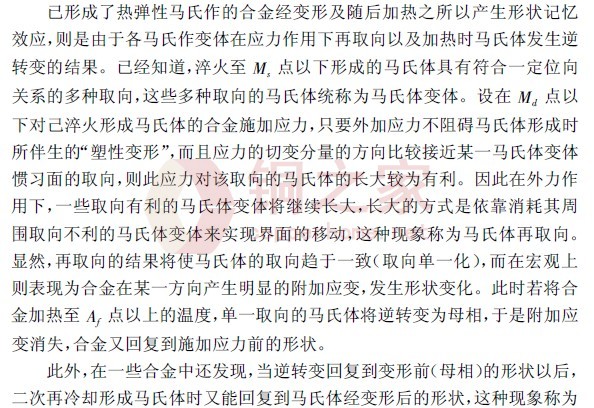 已形成了热弹性马氏作的合金经变形及随后加热之所以产生形状记忆
效应，则是由于各马氏作变体在应力作用下再取向以及加热时马氏体发生逆
转变的结果。已经知道，淬火至 Ms 点以下形成的马氏体具有符合一定位向
关系的多种取向，这些多种取向的马氏体统称为马氏体变体。设在 Md 点以
下对己淬火形成马氏体的合金施加应力，只要外加应力不阻碍马氏体形成时
所伴生的“塑性变形”，而且应力的切变分量的方向比较接近某一马氏体变体
惯习面的取向，则此应力对该取向的马氏体的长大较为有利。因此在外力作
用下，一些取向有利的马氏体变体将继续长大，长大的方式是依靠消耗其周
围取向不利的马氏体变体来实现界面的移动，这种现象称为马氏体再取向。
显然，再取向的结果将使马氏体的取向趋于一致（取向单一化），而在宏观上
则表现为合金在某一方向产生明显的附加应变，发生形状变化。此时若将合
金加热至 Af 点以上的温度，单一取向的马氏体将逆转变为母相，于是附加应
变消失，合金又回复到施加应力前的形状。
此外，在一些合金中还发现，当逆转变回复到变形前（母相）的形状以后，
二次再冷却形成马氏体时又能回复到马氏体经变形后的形状，这种现象称为
钢之家